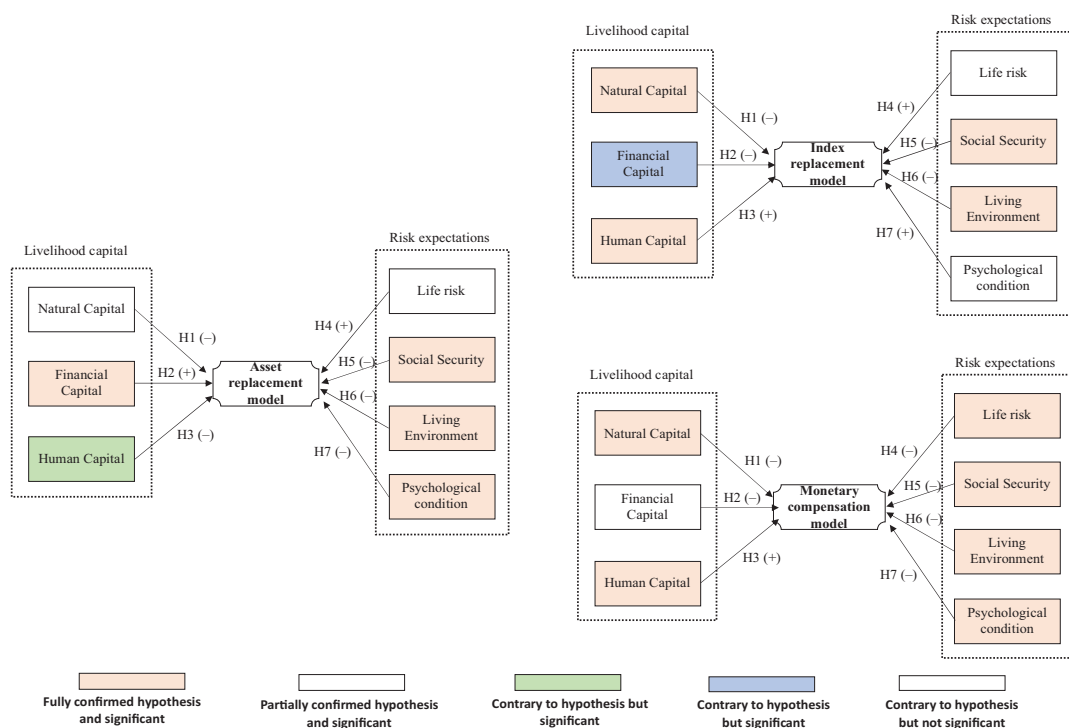 Livelihood capital
Natural Capital
Financial
Capital
Human Capital
H1 (–)
H2 (+)
H3 (–)
Asset
replacement
model
Risk expectations
Life risk
Social Security
Living
Environment
Psychological
condition
H4 (+)
H5 (–)
H6 (–)
H7 (–)
Livelihood capital
Natural Capital
Financial
Capital
Human Capital
H1 (–)
H2 (–)
H3 (+)
Index
replacement
model
Risk expectations
Life risk
Social Security
Living
Environment
Psychological
condition
H4 (+)
H5 (–)
H6 (–)
H7 (+)
Livelihood capital
Natural Capital
Financial
Capital
Human Capital
H1 (–)
H2 (–)
H3 (+)
Monetary
compensation
model
Risk expectations
Life risk
Social Security
Living
Environment
Psychological
condition
H4 (–)
H5 (–)
H6 (–)
H7 (–)
Fully confirmed hypothesis
and significant
Partially confirmed hypothesis
and significant
Contrary to hypothesis but
significant
Contrary to hypothesis
but significant
Contrary to hypothesis
but not significant